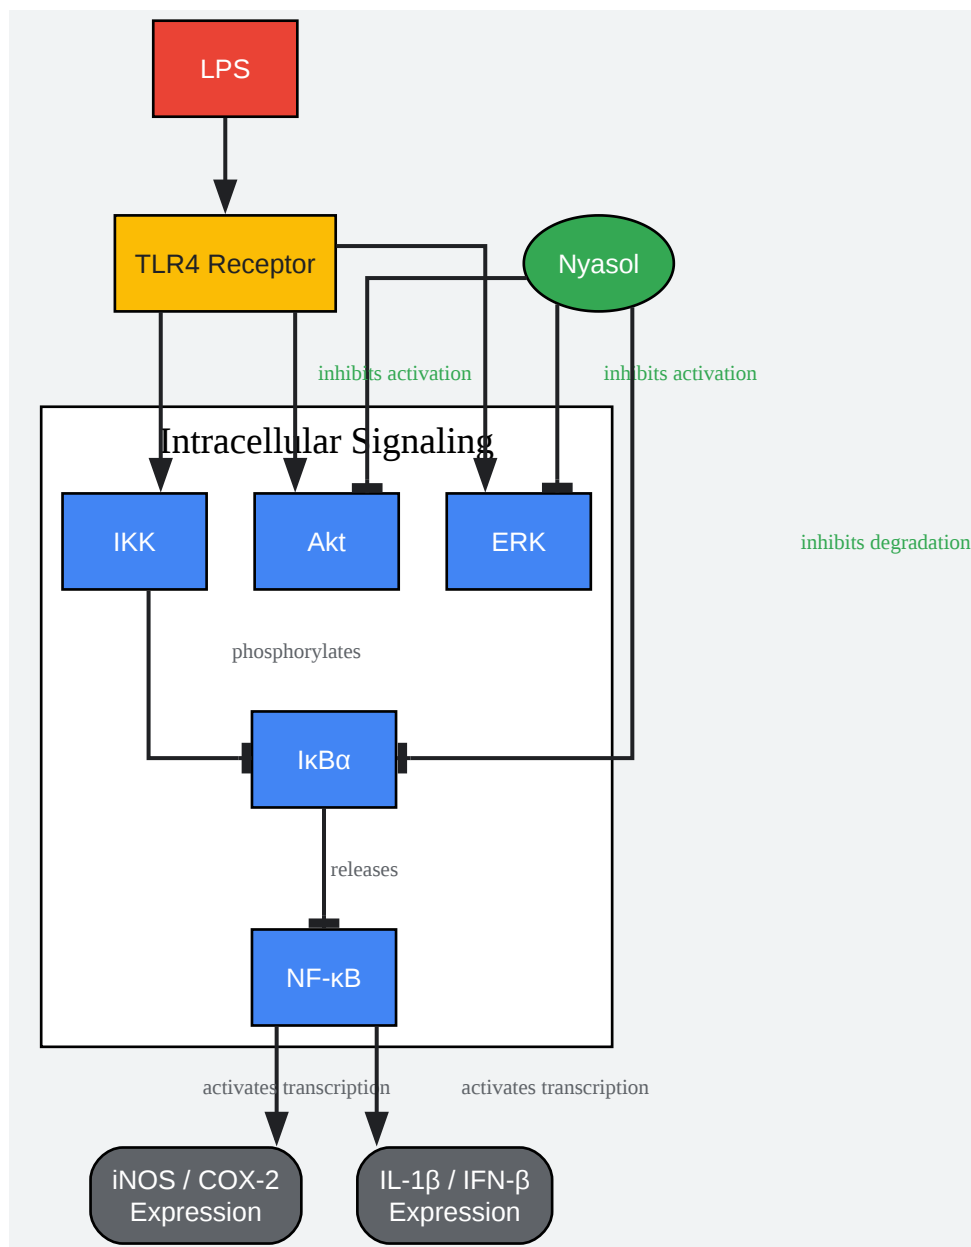 LPS
TLR4 Receptor
Nyasol
inhibits activation
inhibits activation
Intracellular Signaling
IKK
Akt
ERK
inhibits degradation
phosphorylates
IκBα
releases
NF-κB
activates transcription
activates transcription
iNOS / COX-2
Expression
IL-1β / IFN-β
Expression